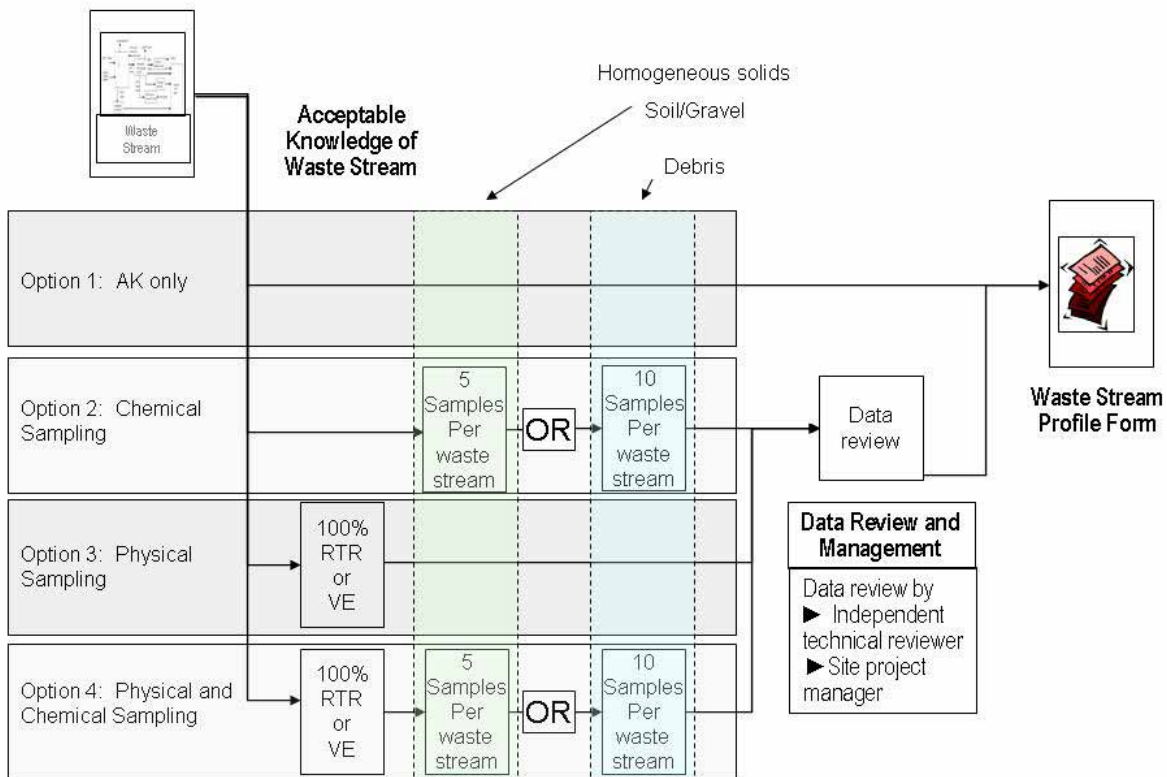 Waste
Stream
Acceptable
Knowledge of
Waste Stream
Homogeneous solids
Soil/Gravel
Debris
Option 1: AK only
Option 2: Chemical
Sampling
5
Samples
Per
waste
stream
OR
10
Samples
Per
waste
stream
Data
review
Waste Stream
Profile Form
Option 3: Physical
Sampling
100%
RTR
or
VE
Data Review and
Management
Data review by
► Independent
technical reviewer
► Site project
manager
Option 4: Physical and
Chemical Sampling
100%
RTR
or
VE
5
Samples
Per
waste
stream
OR
10
Samples
Per
waste
stream